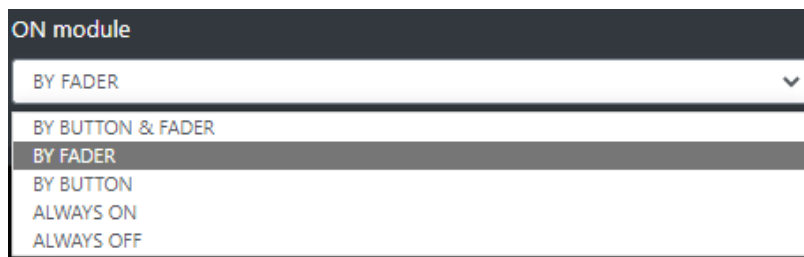 ON module
BY FADER
BY BUTTON & FADER
BY FADER
BY BUTTON
ALWAYS ON
ALWAYS OFF